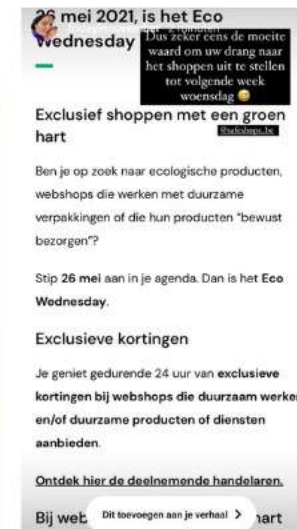 26 mei 2021, is het Eco
Wednesday
Dus zeker eens de moeite
waard om uw drang naar
het shoppen uit te stellen
tot volgende week
woensdag 😄
@safeshops.be
Exclusief shoppen met een groen
hart
Ben je op zoek naar ecologische producten,
webshops die werken met duurzame
verpakkingen of die hun producten “bewust
bezorgen”?
Stip 26 mei aan in je agenda. Dan is het Eco
Wednesday.
Exclusieve kortingen
Je geniet gedurende 24 uur van exclusieve
kortingen bij webshops die duurzaam werken
en/of duurzame producten of diensten
aanbieden.
Ontdek hier de deelnemende handelaren.
Bij web
Dit toevoegen aan je verhaal >
hart